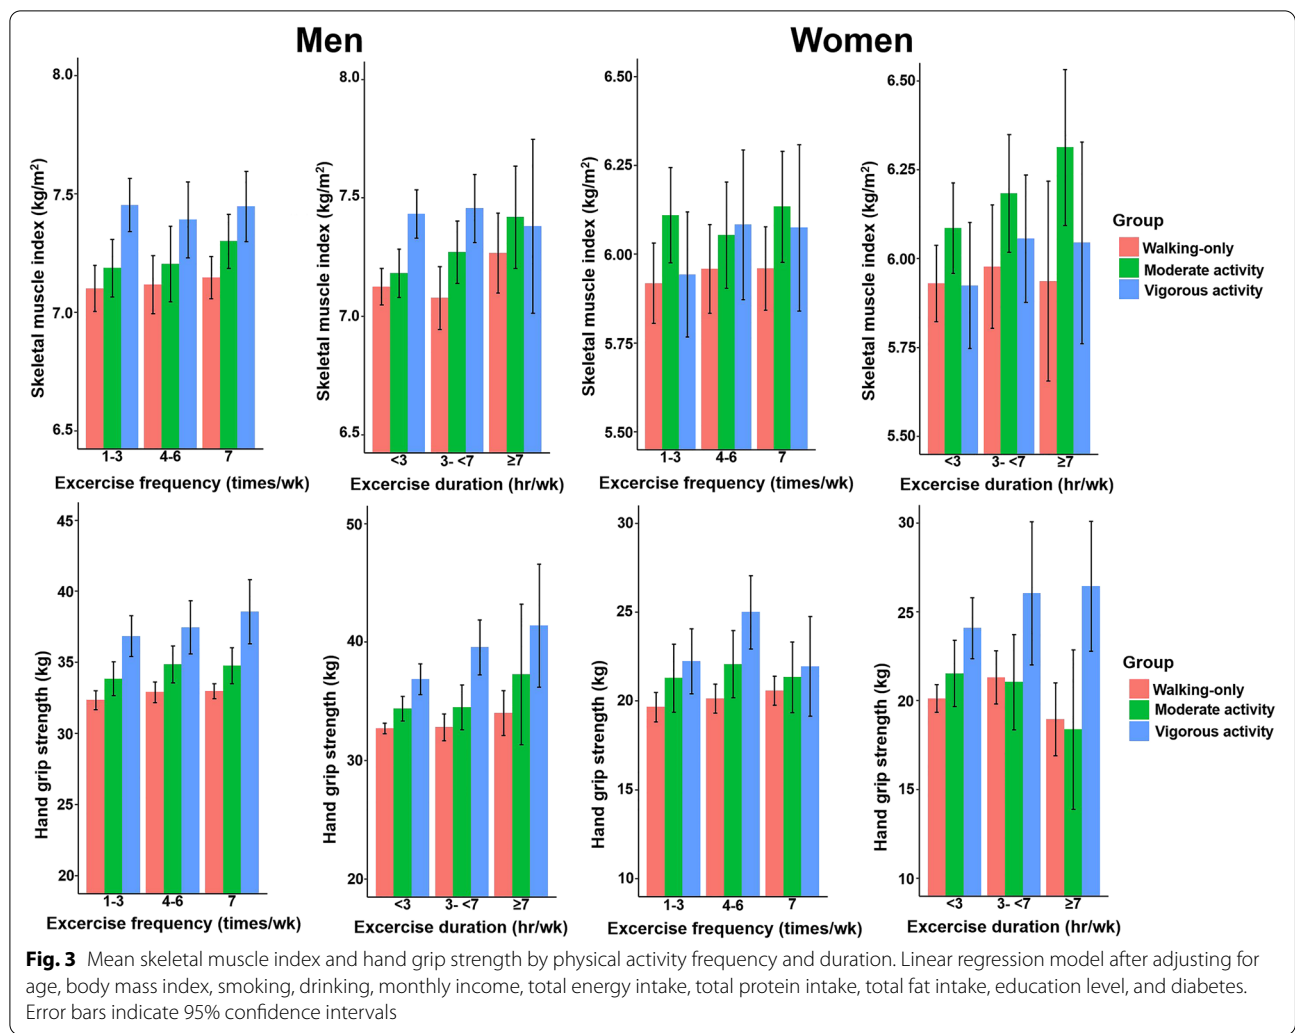 Men
Women
Skeletal muscle index (kg/m²)
8.0
7.5
7.0
6.5
1-3
4-6
7
Excercise frequency (times/wk)
Skeletal muscle index (kg/m²)
8.0
7.5
7.0
6.5
<3
3- <7
≥7
Excercise duration (hr/wk)
Skeletal muscle index (kg/m²)
6.50
6.25
6.00
5.75
5.50
1-3
4-6
7
Excercise frequency (times/wk)
Skeletal muscle index (kg/m²)
6.50
6.25
6.00
5.75
5.50
<3
3- <7
≥7
Excercise duration (hr/wk)
Group
Walking-only
Moderate activity
Vigorous activity
Hand grip strength (kg)
45
40
35
30
25
20
1-3
4-6
7
Excercise frequency (times/wk)
Hand grip strength (kg)
50
40
30
20
<3
3- <7
≥7
Excercise duration (hr/wk)
Hand grip strength (kg)
30
25
20
15
10
1-3
4-6
7
Excercise frequency (times/wk)
Hand grip strength (kg)
30
25
20
15
10
<3
3- <7
≥7
Excercise duration (hr/wk)
Group
Walking-only
Moderate activity
Vigorous activity
Fig. 3 Mean skeletal muscle index and hand grip strength by physical activity frequency and duration. Linear regression model after adjusting for
age, body mass index, smoking, drinking, monthly income, total energy intake, total protein intake, total fat intake, education level, and diabetes.
Error bars indicate 95% confidence intervals